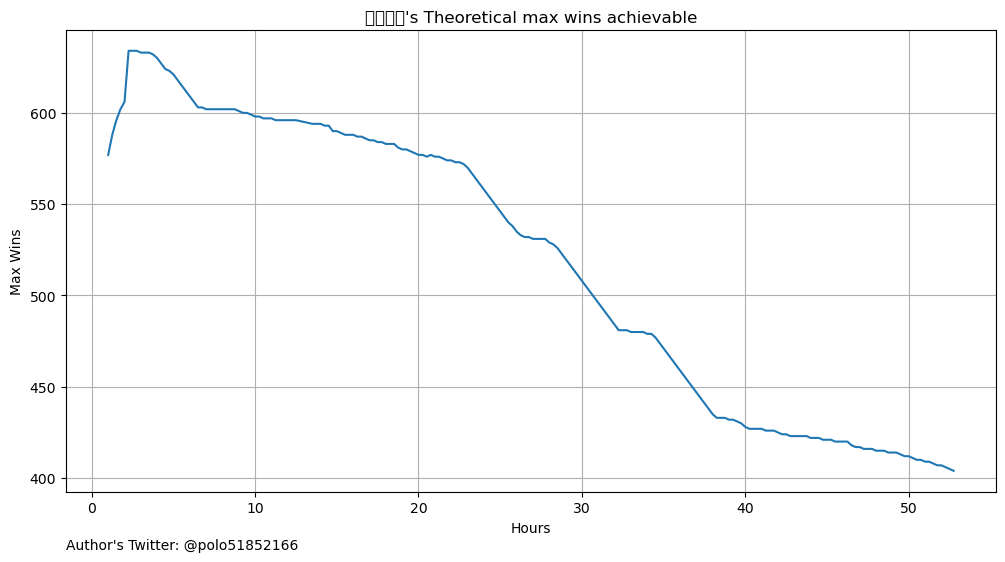 's Theoretical max wins achievable
Max Wins
600
550
500
450
400
0 10 20 30 40 50
Hours
Author's Twitter: @polo51852166